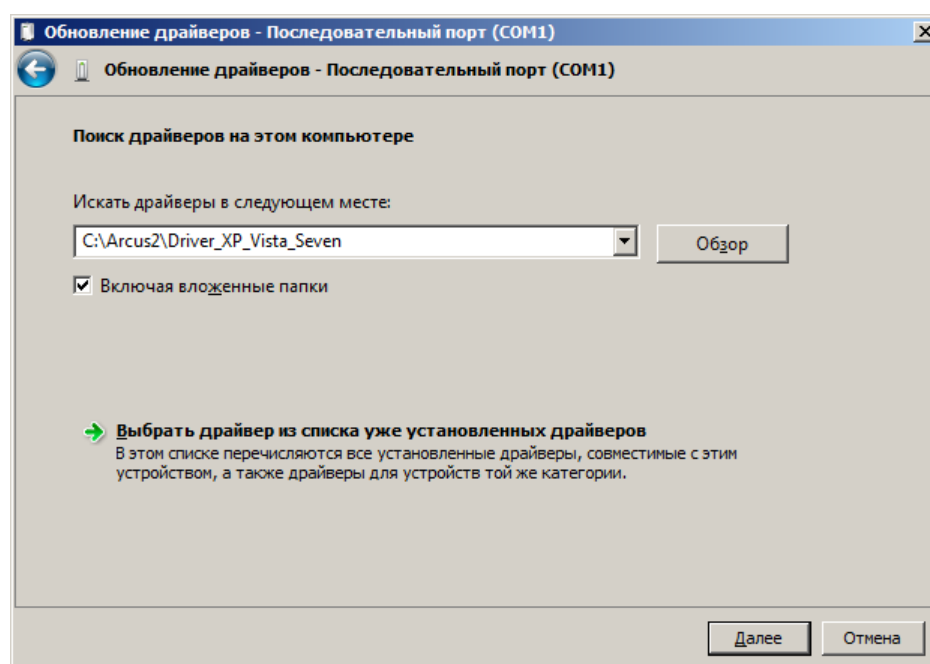 Обновление драйверов - Последовательный порт (COM1)
Обновление драйверов - Последовательный порт (COM1)
Поиск драйверов на этом компьютере
Искать драйверы в следующем месте:
C:\Arcus2\Driver_XP_Vista_Seven
Обзор
Включая вложенные папки
Выбрать драйвер из списка уже установленных драйверов
В этом списке перечисляются все установленные драйверы, совместимые с этим
устройством, а также драйверы для устройств той же категории.
Далее
Отмена